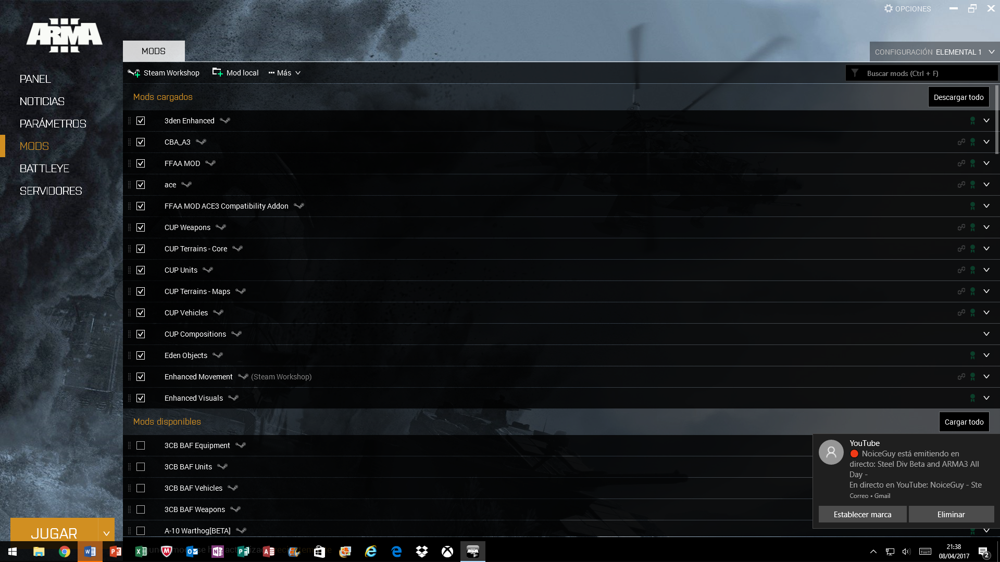 OPCIONES
ARMA III
MODS
CONFIGURACIÓN ELEMENTAL 1
Steam Workshop
Mod local
Más
Buscar mods (Ctrl + F)
PANEL
NOTICIAS
PARÁMETROS
MODS
BATTLEYE
SERVIDORES
Mods cargados
Descargar todo
3den Enhanced
CBA_A3
FFAA MOD
ace
FFAA MOD ACE3 Compatibility Addon
CUP Weapons
CUP Terrains - Core
CUP Units
CUP Terrains - Maps
CUP Vehicles
CUP Compositions
Eden Objects
Enhanced Movement (Steam Workshop)
Enhanced Visuals
Mods disponibles
Cargar todo
3CB BAF Equipment
3CB BAF Units
3CB BAF Vehicles
3CB BAF Weapons
A-10 Warthog[BETA]
YouTube
NoiceGuy está emitiendo en
directo: Steel Div Beta and ARMA3 All
Day -
En directo en YouTube: NoiceGuy - Ste
Correo • Gmail
Establecer marca
Eliminar
JUGAR
21:38
08/04/2017
2